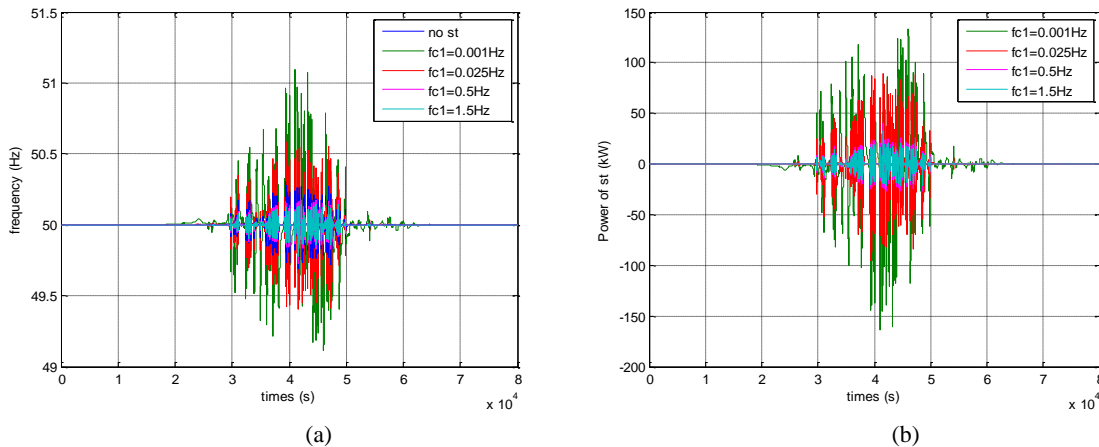 51.5
51
50.5
50
49.5
49
frequency (Hz)
0 1 2 3 4 5 6 7 8
times (s)
x 10^4
no st
fc1=0.001Hz
fc1=0.025Hz
fc1=0.5Hz
fc1=1.5Hz
(a)
150
100
50
0
-50
-100
-150
-200
Power of st (kW)
0 1 2 3 4 5 6 7 8
times (s)
x 10^4
fc1=0.001Hz
fc1=0.025Hz
fc1=0.5Hz
fc1=1.5Hz
(b)